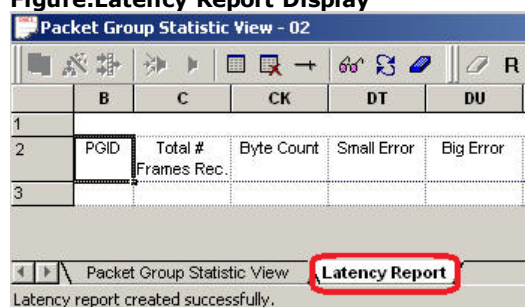 Figure.Latency Report Display
Packet Group Statistic View - 02
R
B C CK DT DU
1
2 PGID Total # Frames Rec. Byte Count Small Error Big Error
3
Packet Group Statistic View Latency Report
Latency report created successfully.